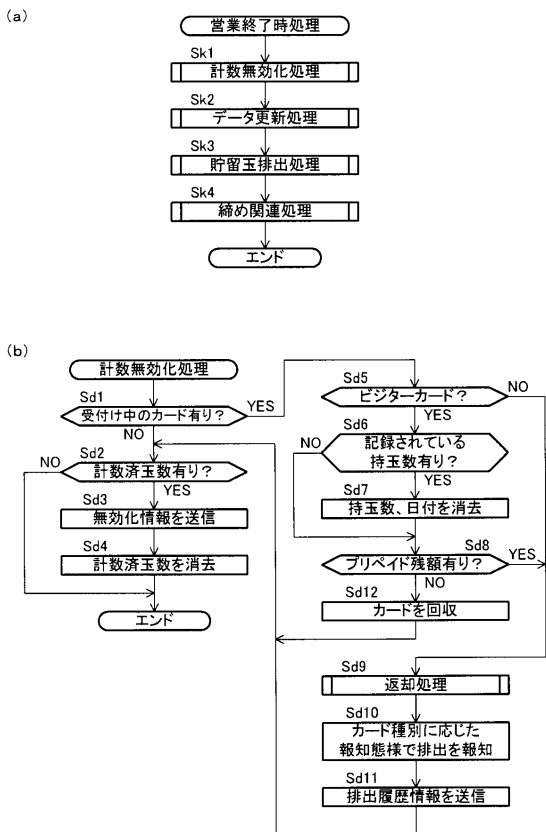 (a)
営業終了時処理
Sk1
計数無効化処理
Sk2
データ更新処理
Sk3
貯留玉排出処理
Sk4
締め関連処理
エンド
(b)
計数無効化処理
Sd1
受付け中のカード有り?
YES
NO
Sd2
NO
計数済玉数有り?
YES
Sd3
無効化情報を送信
Sd4
計数済玉数を消去
エンド
Sd5
NO
ビジターカード?
YES
Sd6
NO
記録されている
持玉数有り?
YES
Sd7
持玉数、日付を消去
Sd8
プリペイド残額有り?
YES
NO
Sd12
カードを回収
Sd9
返却処理
Sd10
カード種別に応じた
報知態様で排出を報知
Sd11
排出履歴情報を送信